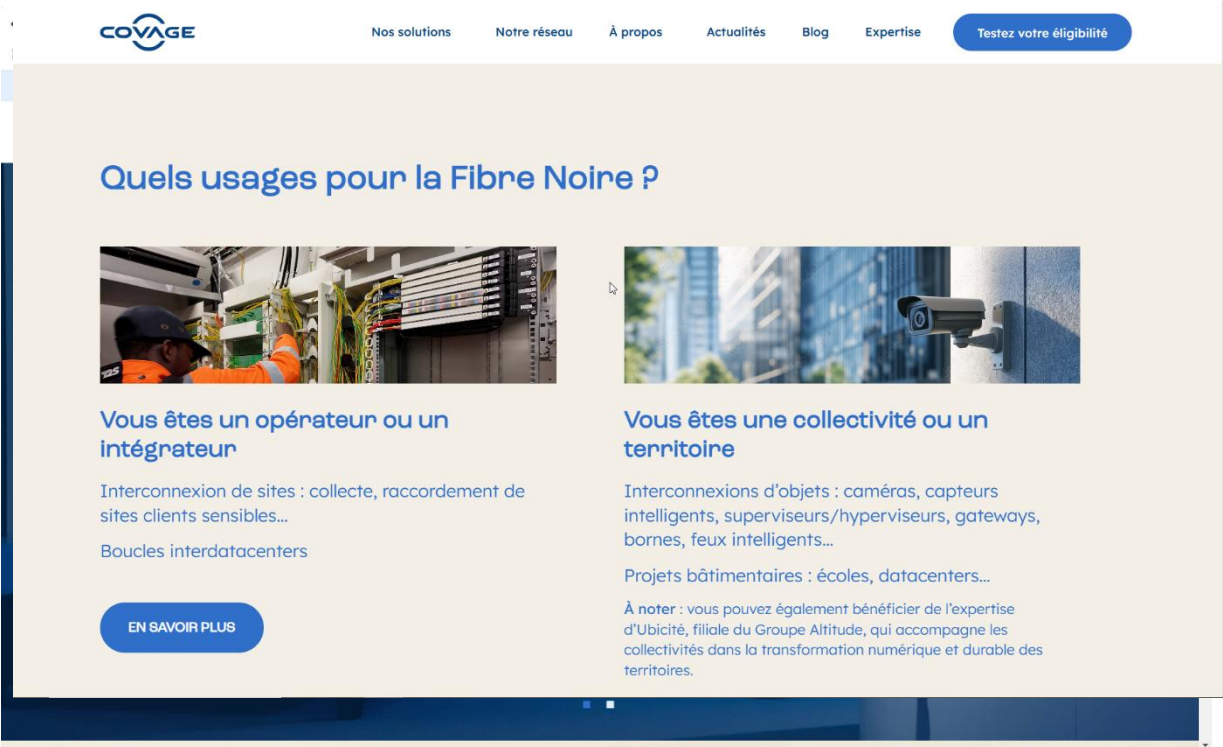 COVAGE
Nos solutions
Notre réseau
À propos
Actualités
Blog
Expertise
Testez votre éligibilité
Quels usages pour la Fibre Noire ?
Vous êtes un opérateur ou un
intégrateur
Interconnexion de sites : collecte, raccordement de
sites clients sensibles...
Boucles interdatacenters
EN SAVOIR PLUS
Vous êtes une collectivité ou un
territoire
Interconnexions d’objets : caméras, capteurs
intelligents, superviseurs/hyperviseurs, gateways,
bornes, feux intelligents...
Projets bâtimentaires : écoles, datacenters...
À noter : vous pouvez également bénéficier de l’expertise
d’Ubicité, filiale du Groupe Altitude, qui accompagne les
collectivités dans la transformation numérique et durable des
territoires.